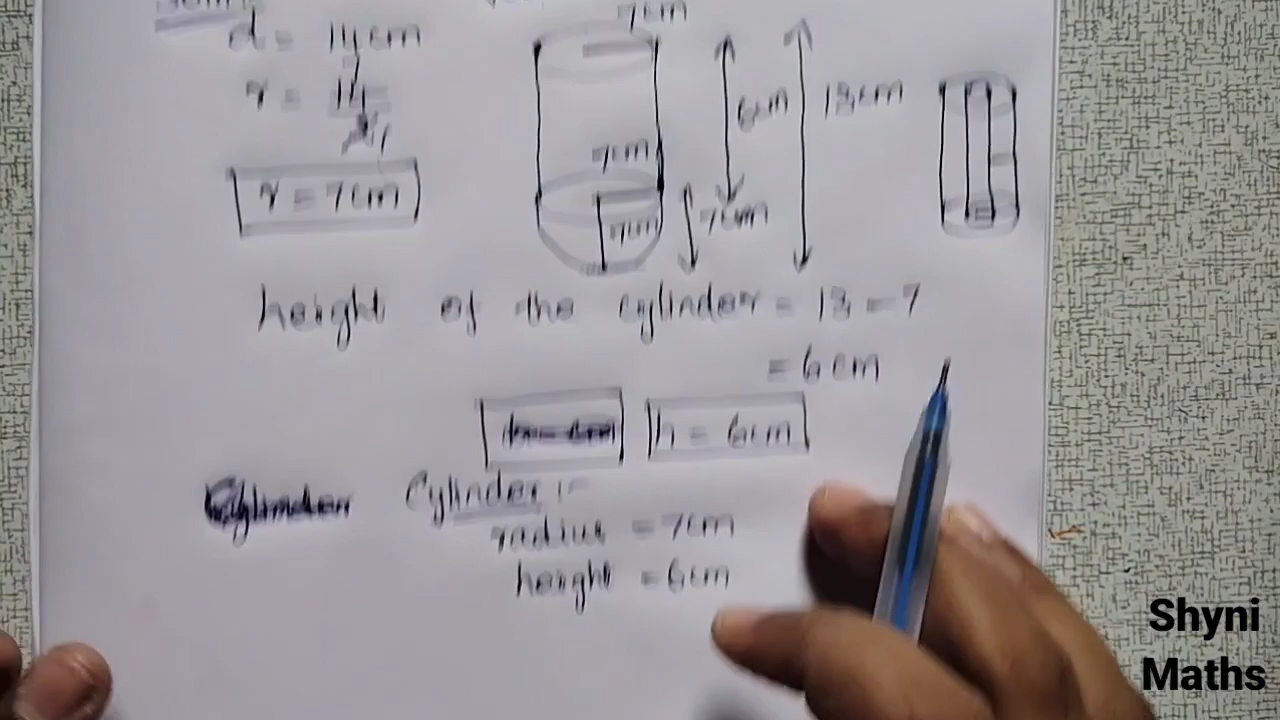 d = 14cm
r = 14
2
r = 7cm
7cm
7cm
7cm
6cm
7cm
13cm
height of the cylinder = 13 - 7
= 6cm
h = 6cm
Cylinder Cylinder :-
radius = 7cm
height = 6cm
Shyni
Maths